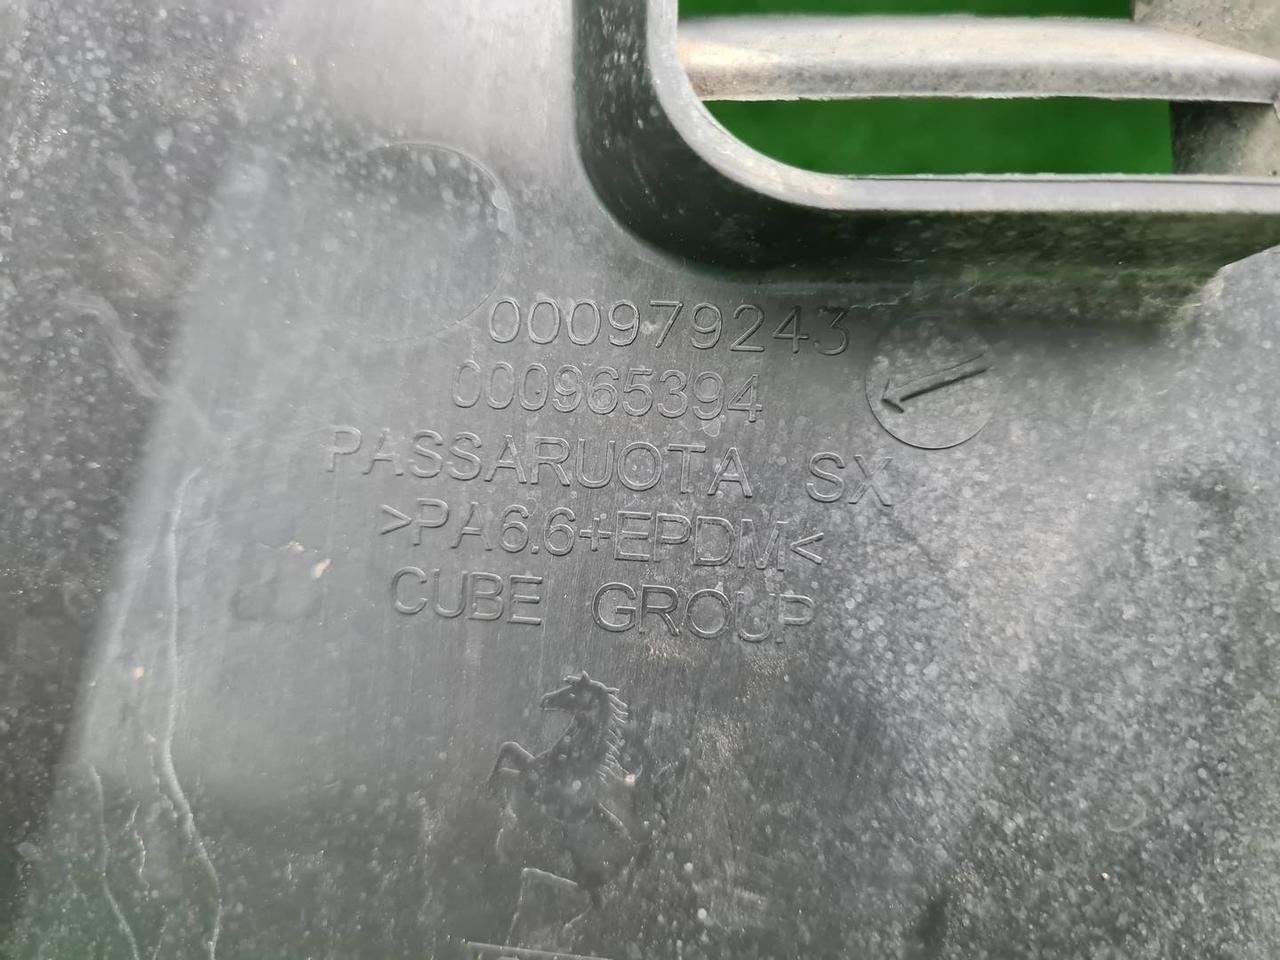 000979243
000965394
PASSARUOTA SX
>PA6.6+EPDM<
CUBE GROUP